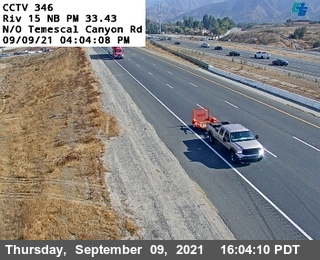 CCTV 346
Riv 15 NB PM 33.43
N/O Temescal Canyon Rd
09/09/21 04:04:08 PM
Thursday, September 09, 2021 16:04:10 PDT